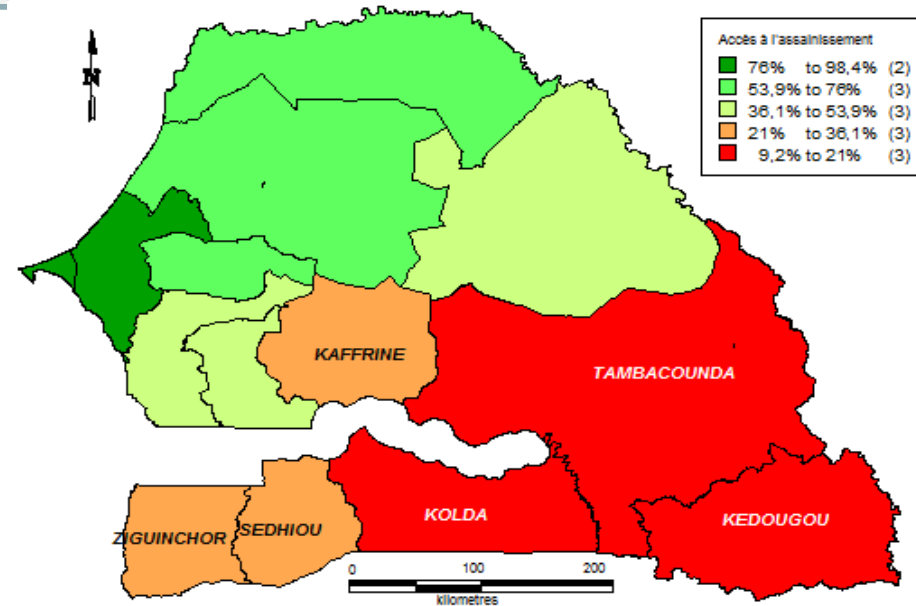 N
Accès à l'assainissement
76% to 98,4% (2)
53,9% to 76% (3)
36,1% to 53,9% (3)
21% to 36,1% (3)
9,2% to 21% (3)
KAFFRINE
TAMBACOUNDA
KOLDA
KEDOUGOU
ZIGUINCHOR
SEDHIOU
0 100 200
kilometres